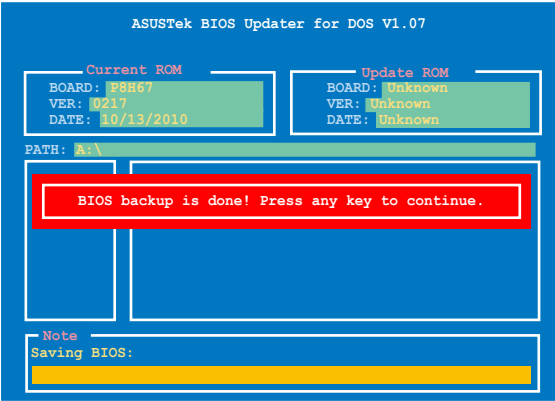 ASUSTek BIOS Updater for DOS V1.07
Current ROM
BOARD: P8H67
VER: 0217
DATE: 10/13/2010
Update ROM
BOARD: Unknown
VER: Unknown
DATE: Unknown
PATH: A:\
BIOS backup is done! Press any key to continue.
Note
Saving BIOS: